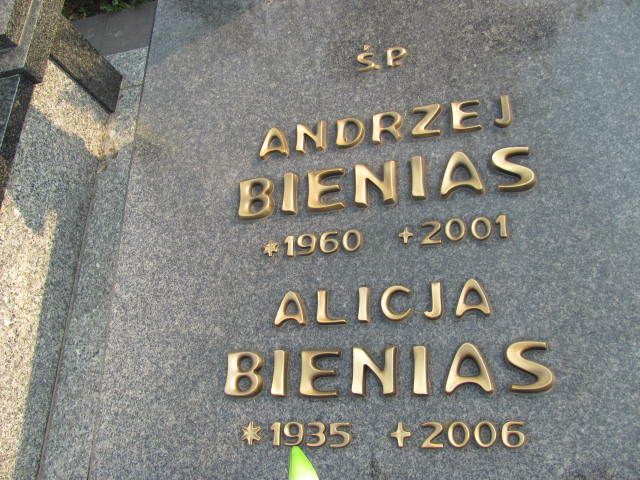 Ś.P.
ANDRZEJ
BIENIAS
*1960 +2001
ALICJA
BIENIAS
*1935 +2006